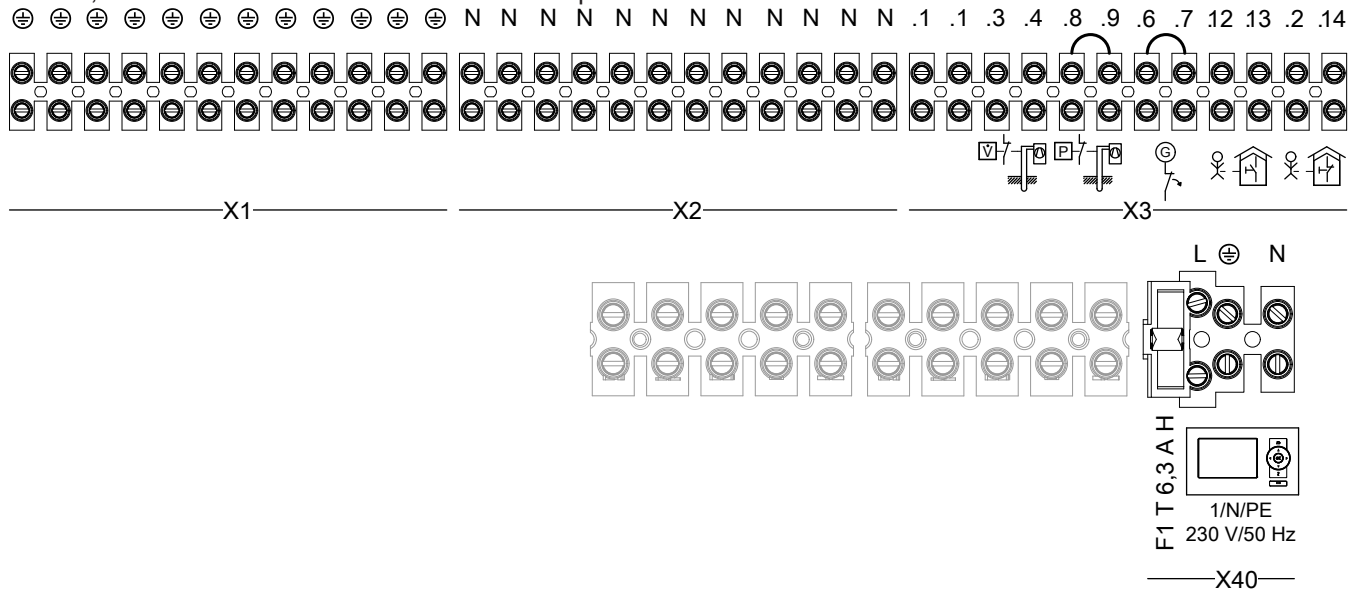 ⏚ ⏚ ⏚ ⏚ ⏚ ⏚ ⏚ ⏚ ⏚ ⏚ ⏚ ⏚ N N N N N N N N N N N N .1 .1 .3 .4 .8 .9 .6 .7 .12 .13 .2 .14
V̇ P G
X1 X2 X3
L ⏚ N
F1 T 6,3 A H
1/N/PE
230 V/50 Hz
X40